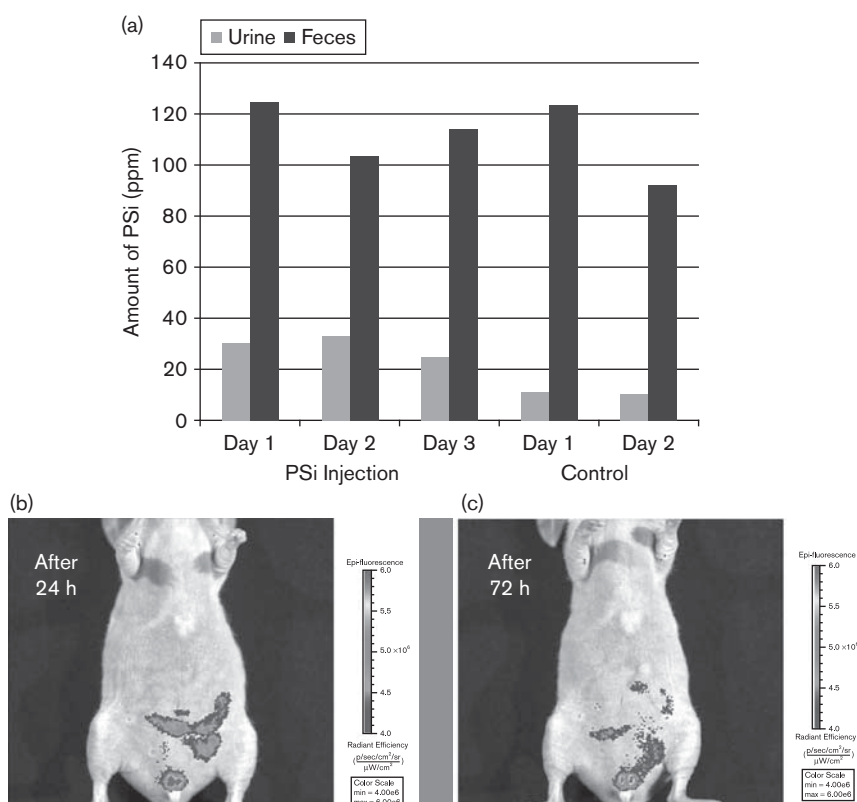 (a)
Urine Feces
140
120
100
80
60
40
20
0
Amount of PSi (ppm)
Day 1 Day 2 Day 3 Day 1 Day 2
PSi Injection Control
(b)
After
24 h
Epi-fluorescence
6.0
5.5
5.0 ×10⁶
4.5
4.0
Radiant Efficiency
(p/sec/cm²/sr / μW/cm²)
Color Scale
min = 4.00e6
max = 6.00e6
(c)
After
72 h
Epi-fluorescence
6.0
5.5
5.0 ×10⁶
4.5
4.0
Radiant Efficiency
(p/sec/cm²/sr / μW/cm²)
Color Scale
min = 4.00e6
max = 6.00e6